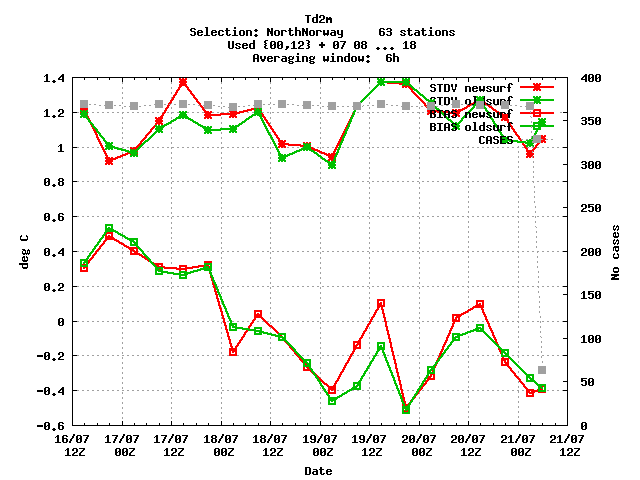 Td2m
Selection: NorthNorway 63 stations
Used {00,12} + 07 08 ... 18
Averaging window: 6h
STDV newsurf
STDV oldsurf
BIAS newsurf
BIAS oldsurf
CASES
deg C
1.4
1.2
1
0.8
0.6
0.4
0.2
0
-0.2
-0.4
-0.6
No cases
400
350
300
250
200
150
100
50
0
16/07 17/07 17/07 18/07 18/07 19/07 19/07 20/07 20/07 21/07 21/07
12Z 00Z 12Z 00Z 12Z 00Z 12Z 00Z 12Z 00Z 12Z
Date